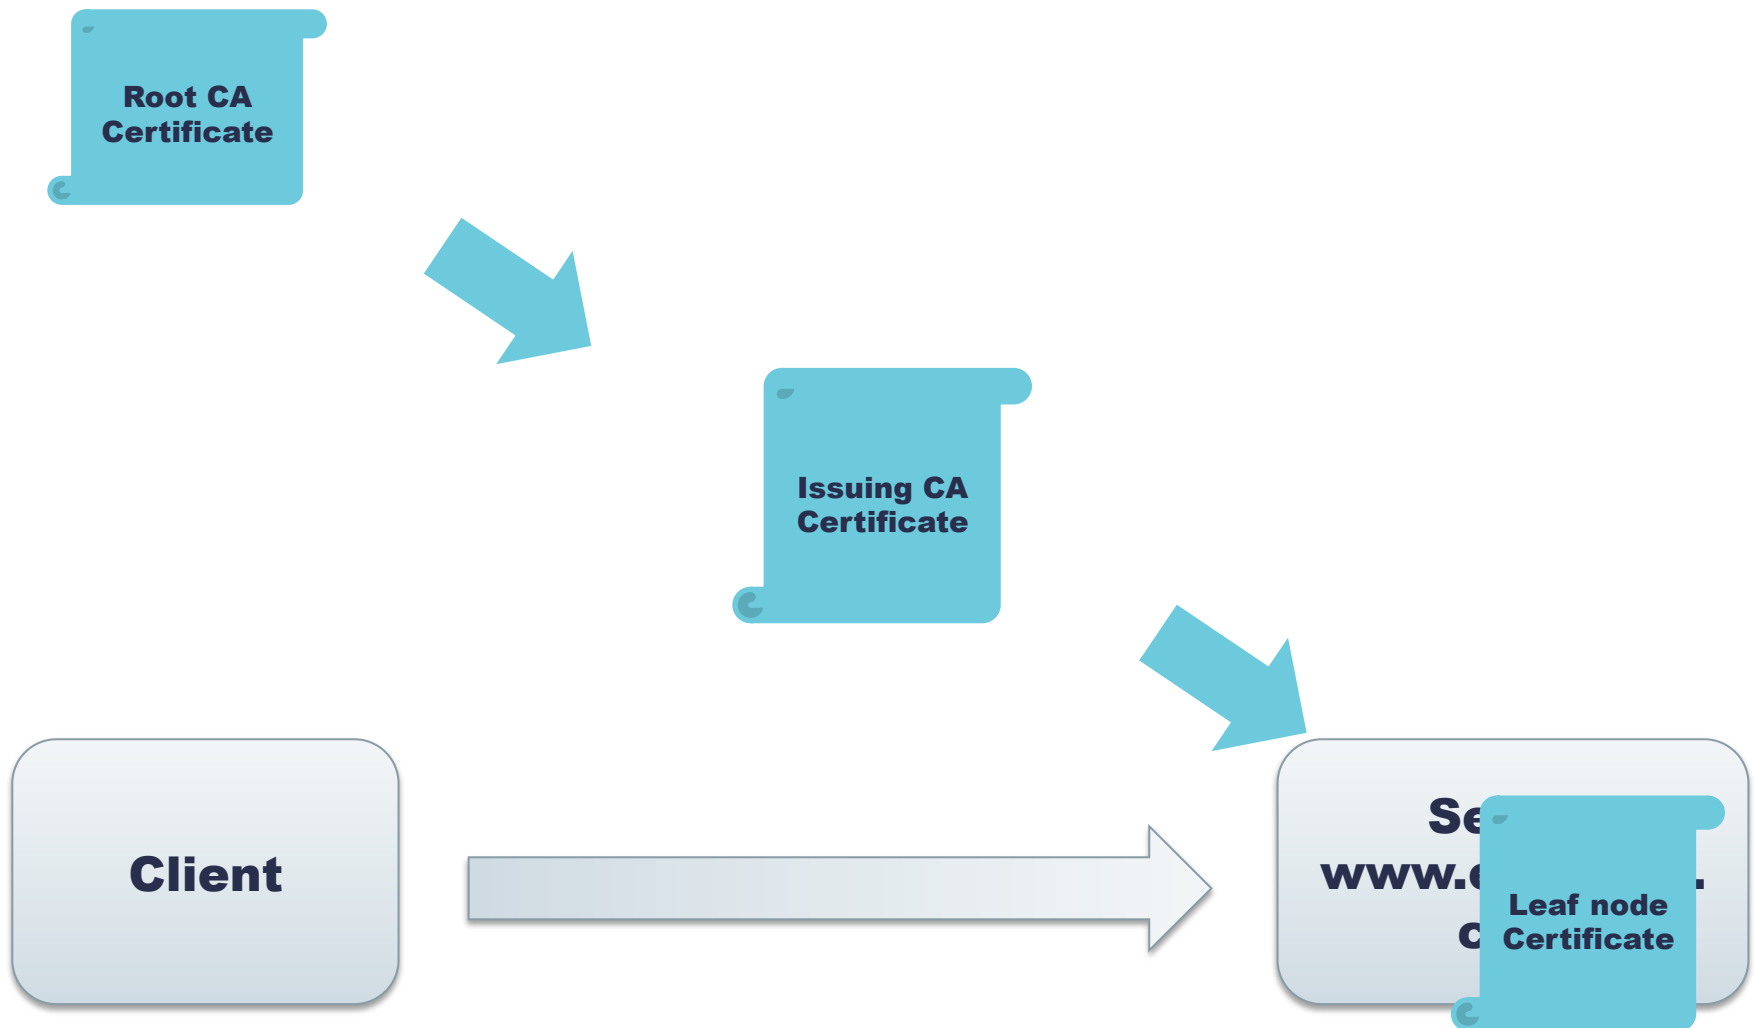 Root CA
Certificate
Issuing CA
Certificate
Client
Leaf node
Certificate